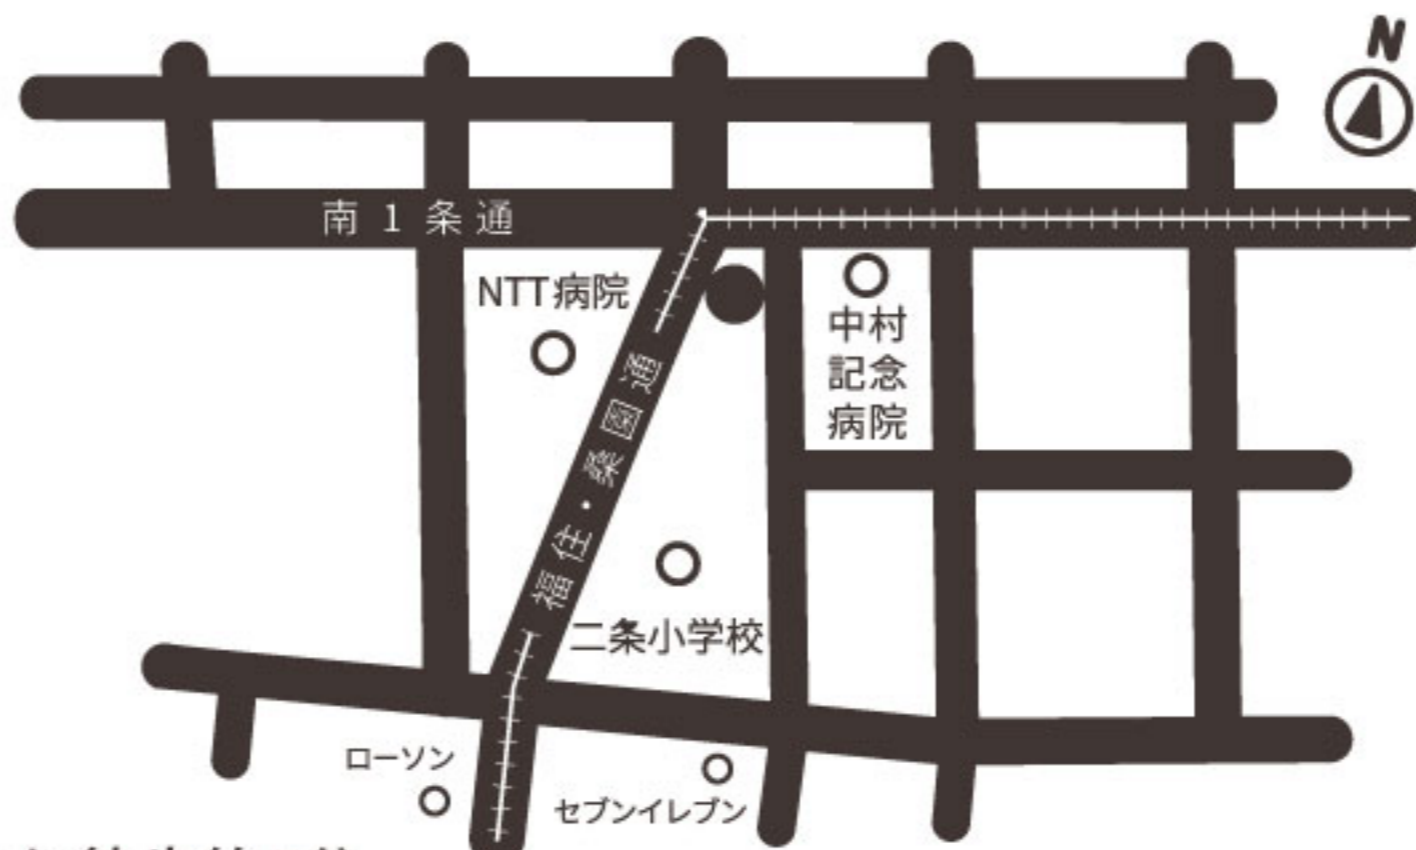 N
南1条通
NTT病院
中村
記念
病院
福住・桑園通
二条小学校
ローソン
セブンイレブン